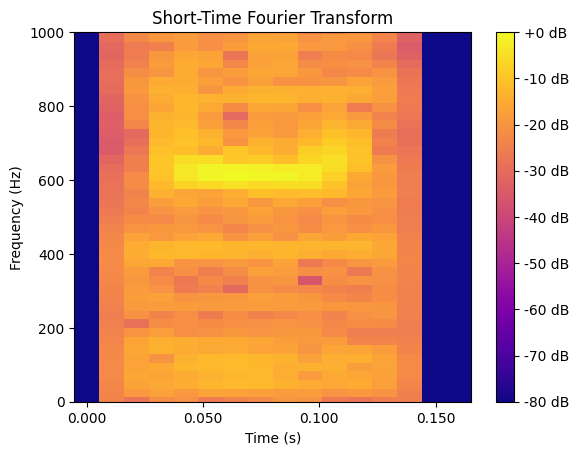 Short-Time Fourier Transform
1000
800
600
400
200
0
Frequency (Hz)
0.000
0.050
0.100
0.150
Time (s)
+0 dB
-10 dB
-20 dB
-30 dB
-40 dB
-50 dB
-60 dB
-70 dB
-80 dB